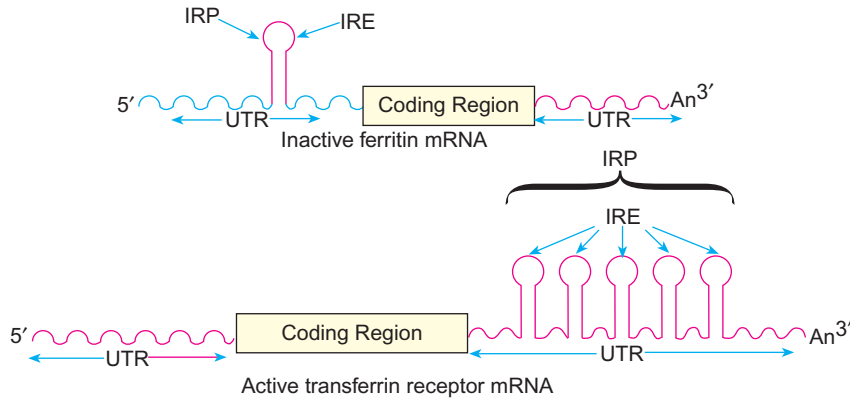 IRP IRE
5′ Coding Region An3′
UTR UTR
Inactive ferritin mRNA
IRP
IRE
5′ Coding Region An3′
UTR UTR
Active transferrin receptor mRNA